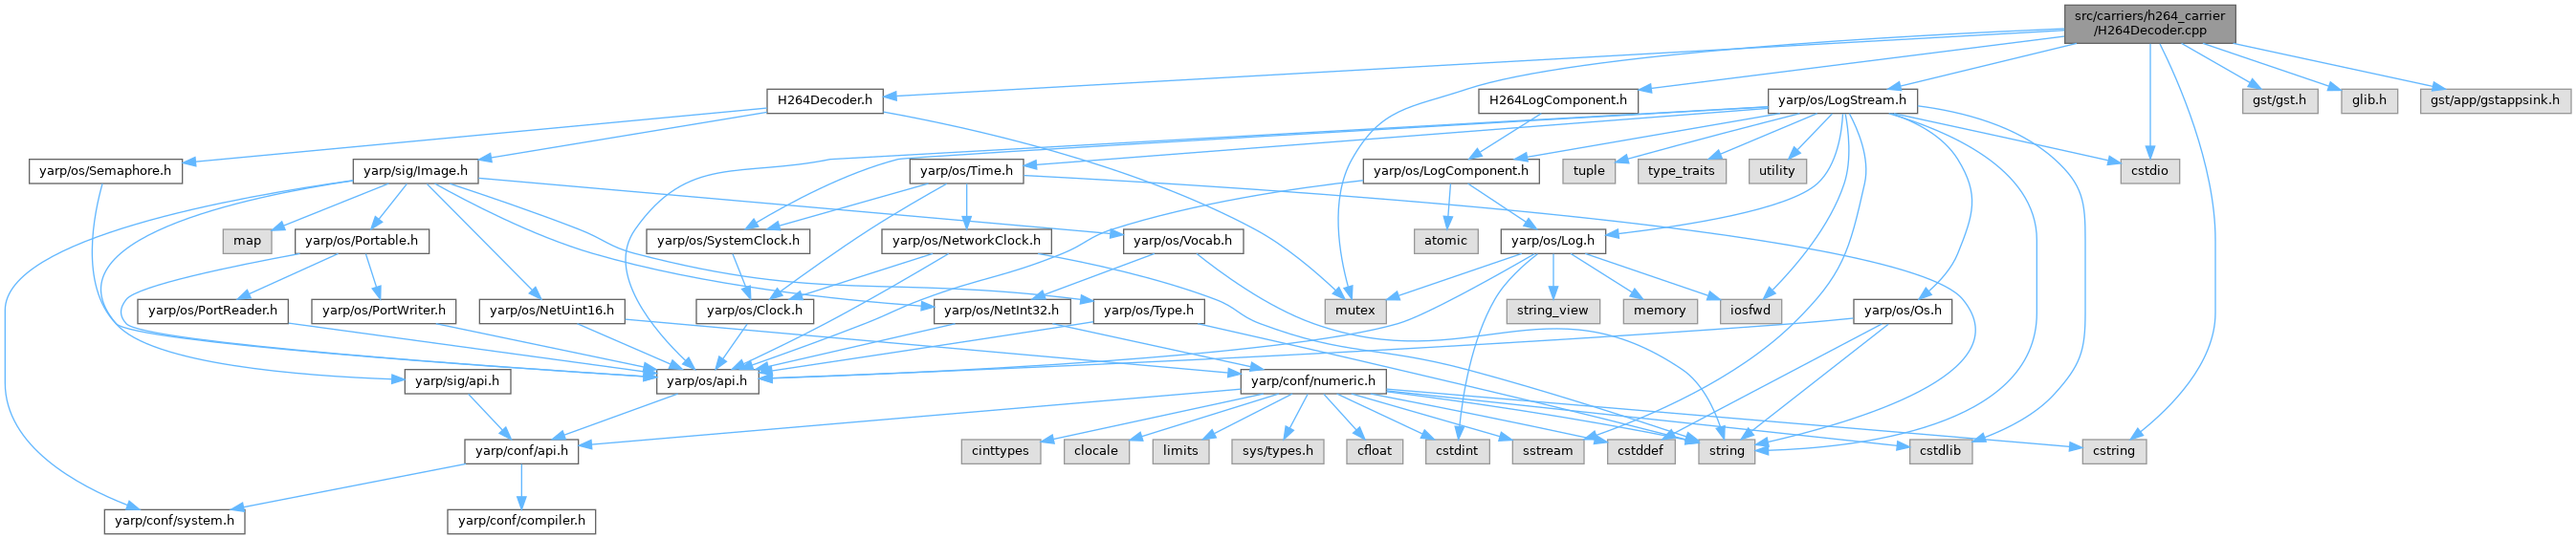 src/carriers/h264_carrier
/H264Decoder.cpp
H264Decoder.h
H264LogComponent.h
yarp/os/LogStream.h
gst/gst.h
glib.h
gst/app/gstappsink.h
yarp/os/Semaphore.h
yarp/sig/Image.h
yarp/os/Time.h
yarp/os/LogComponent.h
tuple
type_traits
utility
cstdio
map
yarp/os/Portable.h
yarp/os/SystemClock.h
yarp/os/NetworkClock.h
yarp/os/Vocab.h
atomic
yarp/os/Log.h
yarp/os/PortReader.h
yarp/os/PortWriter.h
yarp/os/NetUint16.h
yarp/os/Clock.h
yarp/os/NetInt32.h
yarp/os/Type.h
mutex
string_view
memory
iosfwd
yarp/os/Os.h
yarp/sig/api.h
yarp/os/api.h
yarp/conf/numeric.h
yarp/conf/api.h
cinttypes
clocale
limits
sys/types.h
cfloat
cstdint
sstream
cstddef
string
cstdlib
cstring
yarp/conf/system.h
yarp/conf/compiler.h